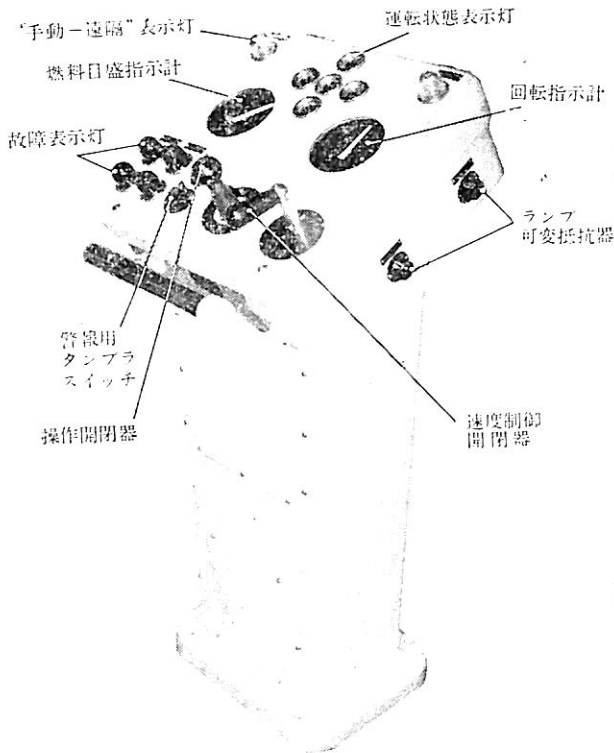 “手動－遠隔”表示灯
運転状態表示灯
燃料目盛指示計
回転指示計
故障表示灯
ランプ
可変抵抗器
警報用
タンブラ
スイッチ
操作開閉器
速度制御
開閉器